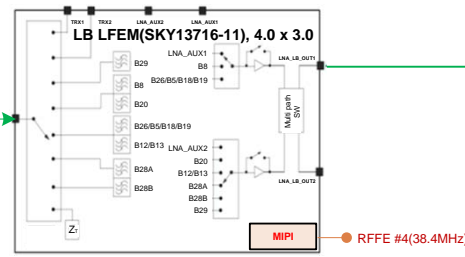 TRX1 TRX2 LNA_AUX2 LNA_AUX1
LB LFEM(SKY13716-11), 4.0 x 3.0
LNA_AUX1
LNA_LB_OUT1
B29
B8
B8
B26/B5/B18/B19
B20
Multi path
SW
B26/B5/B18/B19
B12/B13
LNA_AUX2
B20
B28A
B12/B13
B28A
LNA_LB_OUT2
B28B
B28B
B29
ZT
MIPI
RFFE #4(38.4MHz)